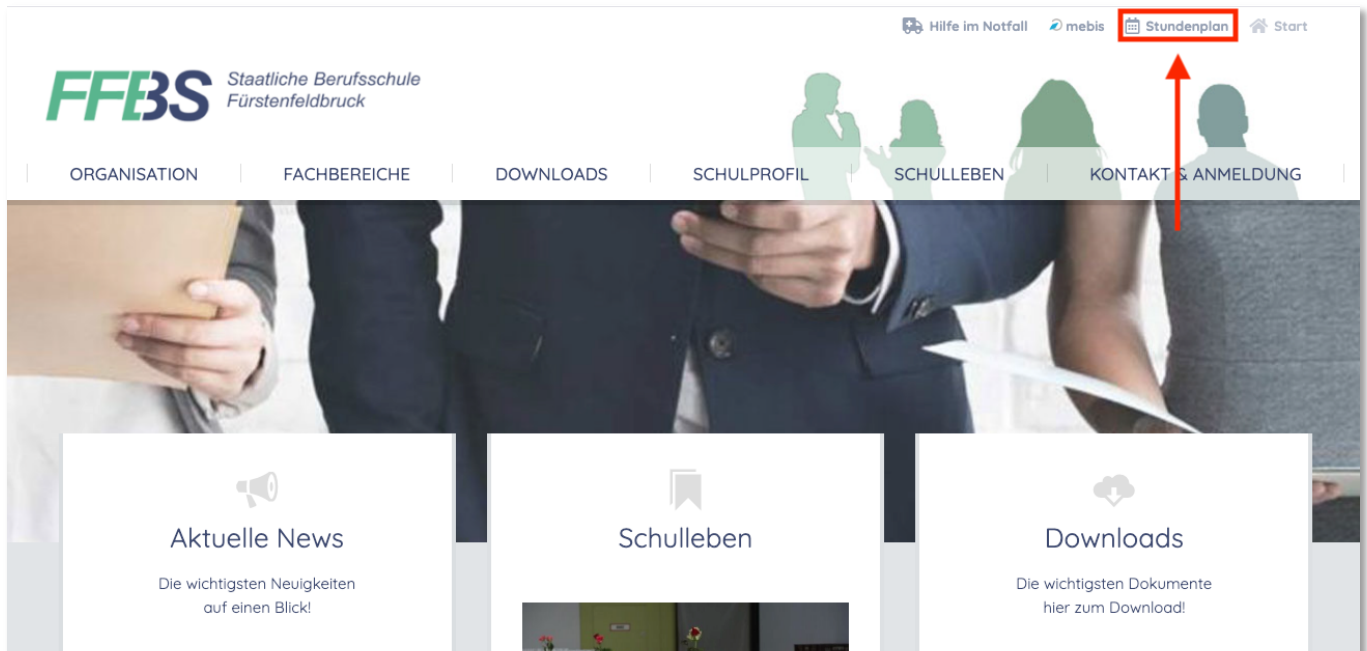 Hilfe im Notfall mebis Stundenplan Start
FFBS Staatliche Berufsschule
Fürstenfeldbruck
ORGANISATION FACHBEREICHE DOWNLOADS SCHULPROFIL SCHULLEBEN KONTAKT & ANMELDUNG
Aktuelle News
Die wichtigsten Neuigkeiten
auf einen Blick!
Schulleben
Downloads
Die wichtigsten Dokumente
hier zum Download!